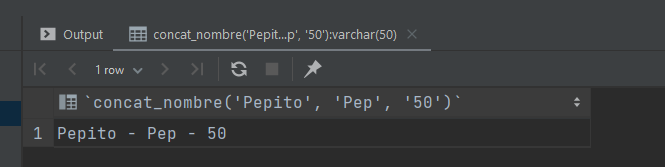 Output
concat_nombre('Pepit...p', '50'):varchar(50)
1 row
`concat_nombre('Pepito', 'Pep', '50')`
1 Pepito - Pep - 50